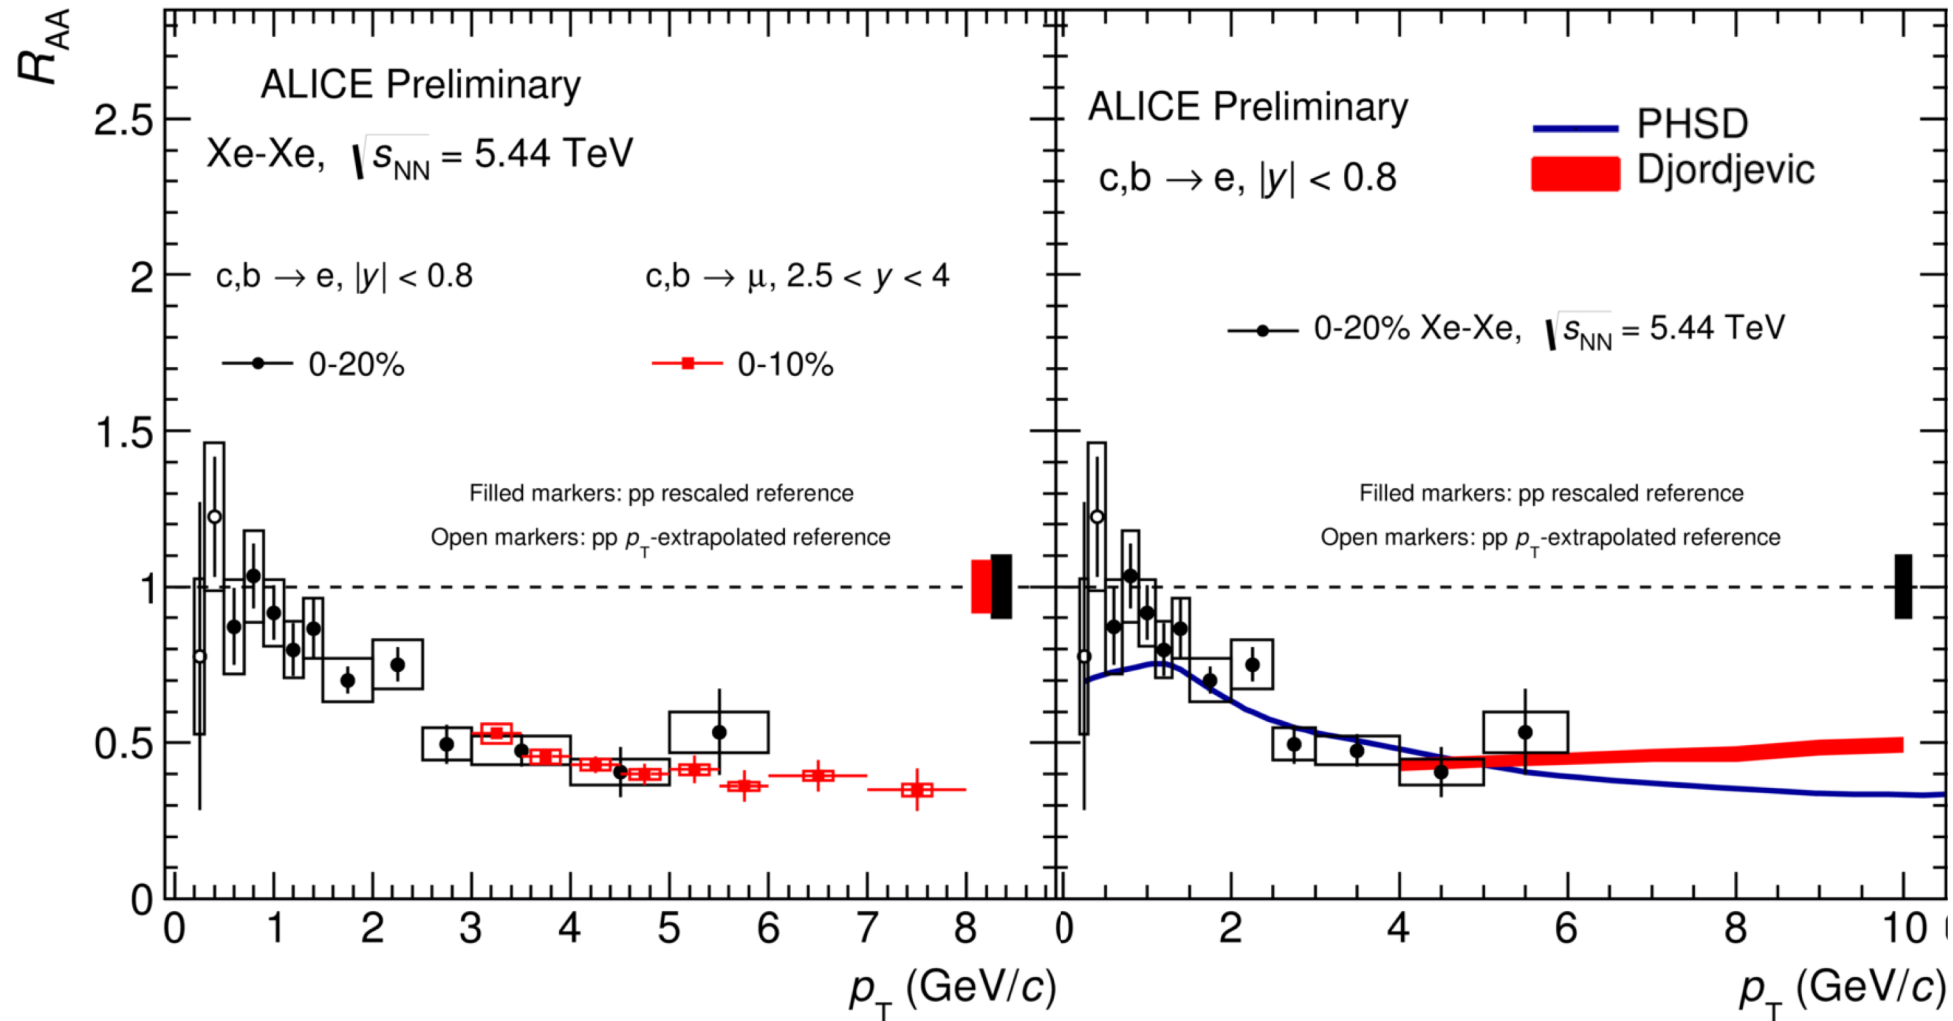 R_AA
ALICE Preliminary
Xe-Xe, √s_NN = 5.44 TeV
c,b → e, |y| < 0.8
c,b → μ, 2.5 < y < 4
0-20%
0-10%
Filled markers: pp rescaled reference
Open markers: pp p_T-extrapolated reference
2.5
2
1.5
1
0.5
0
0 1 2 3 4 5 6 7 8
p_T (GeV/c)
ALICE Preliminary
c,b → e, |y| < 0.8
PHSD
Djordjevic
0-20% Xe-Xe, √s_NN = 5.44 TeV
Filled markers: pp rescaled reference
Open markers: pp p_T-extrapolated reference
0 2 4 6 8 10
p_T (GeV/c)